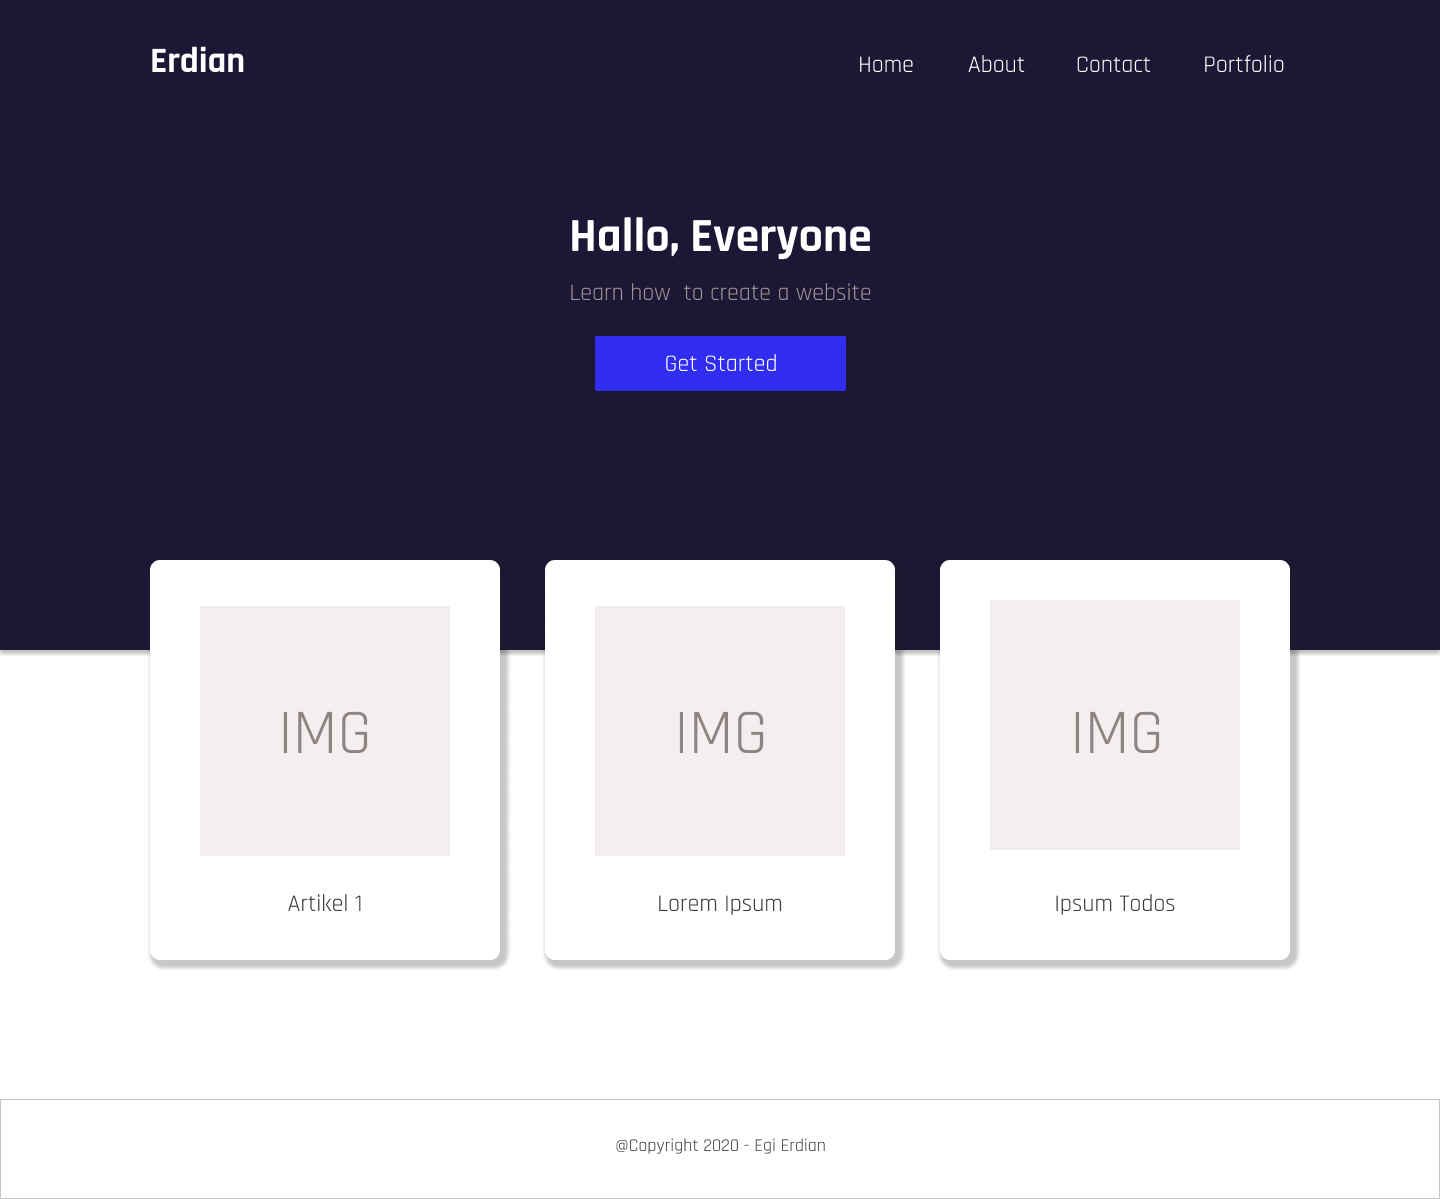 Erdian
Home About Contact Portfolio
Hallo, Everyone
Learn how  to create a website
Get Started
IMG IMG IMG
Artikel 1 Lorem Ipsum Ipsum Todos
@Copyright 2020 - Egi Erdian